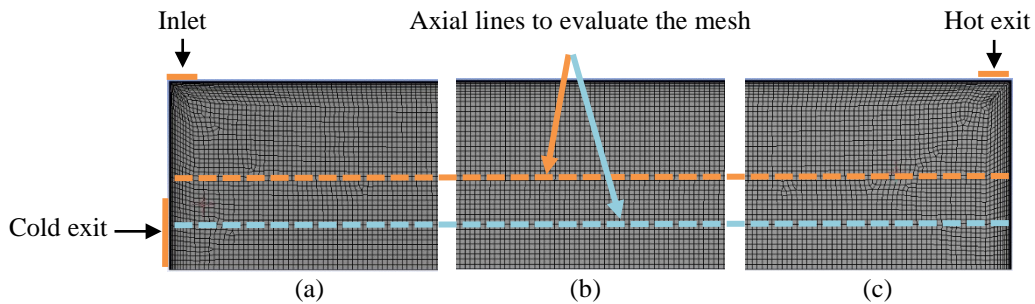 Inlet
Axial lines to evaluate the mesh
Hot exit
Cold exit
(a)
(b)
(c)